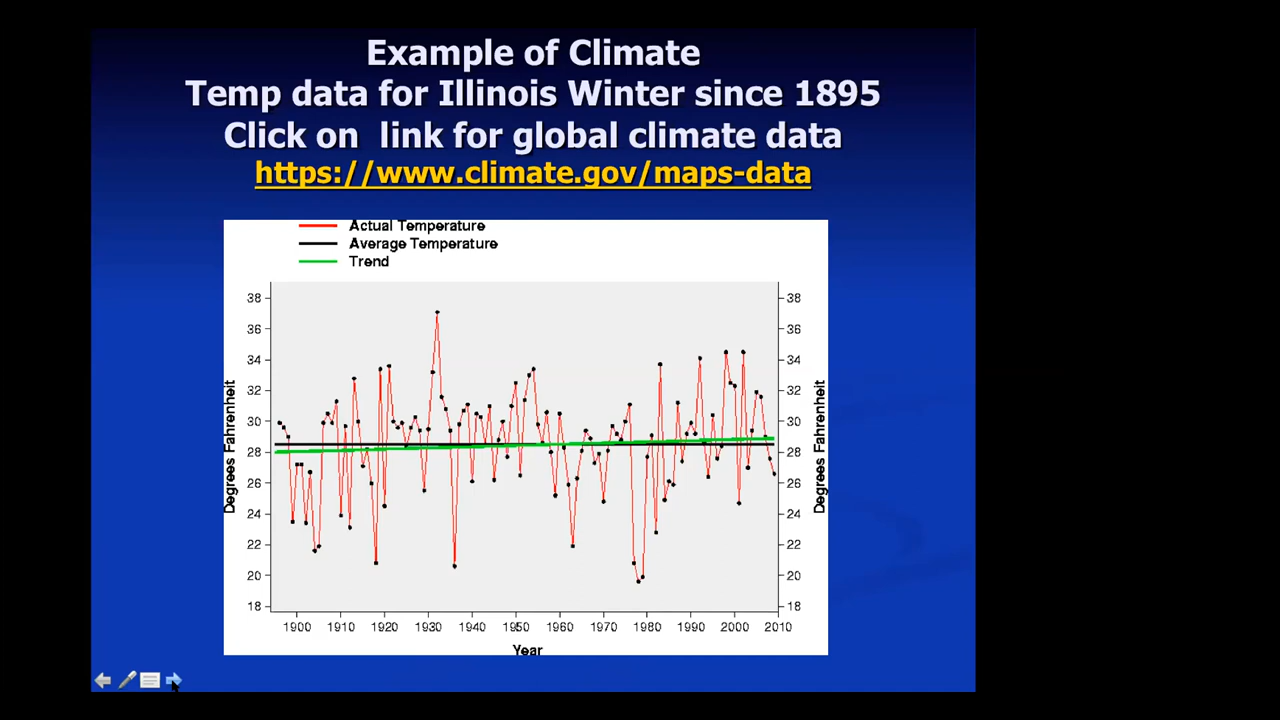 Example of Climate
Temp data for Illinois Winter since 1895
Click on link for global climate data
https://www.climate.gov/maps-data
Actual Temperature
Average Temperature
Trend
38 38
36 36
34 34
32 32
30 30
28 28
26 26
24 24
22 22
20 20
18 18
Degrees Fahrenheit
Degrees Fahrenheit
1900 1910 1920 1930 1940 1950 1960 1970 1980 1990 2000 2010
Year